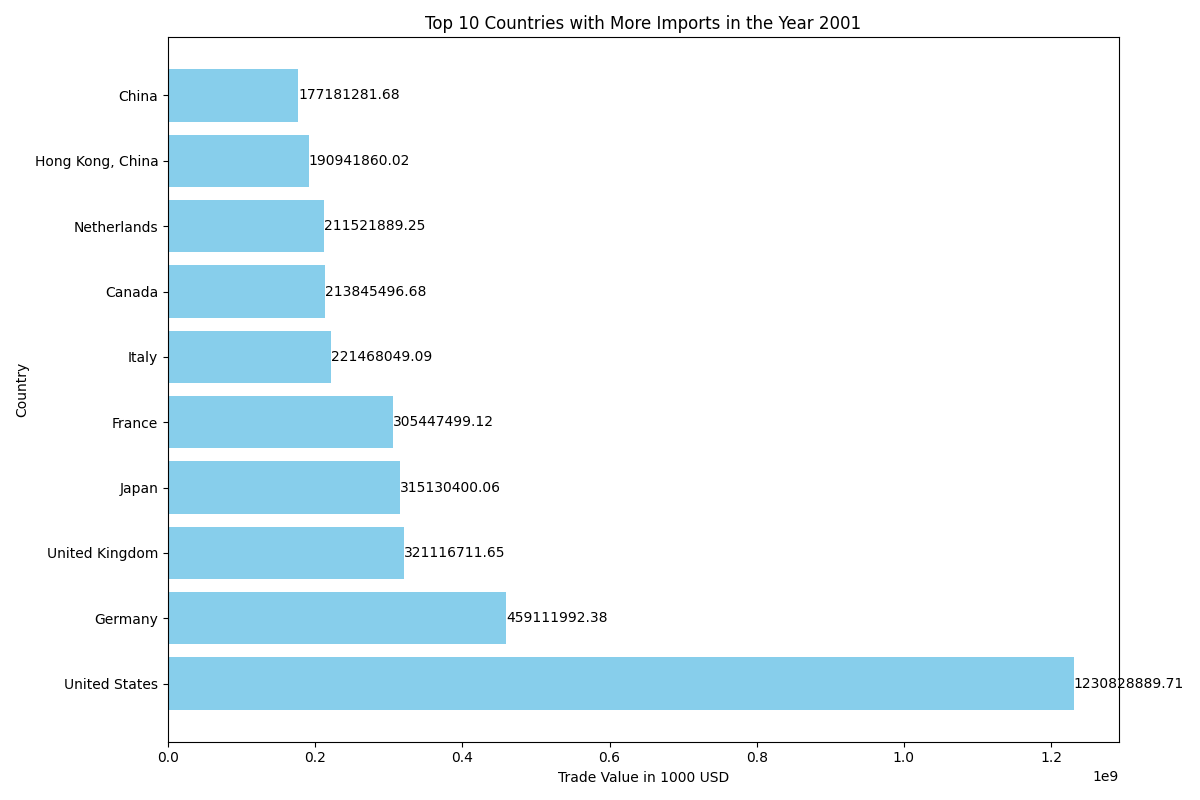 Top 10 Countries with More Imports in the Year 2001
China 177181281.68
Hong Kong, China 190941860.02
Netherlands 211521889.25
Canada 213845496.68
Italy 221468049.09
Country
France 305447499.12
Japan 315130400.06
United Kingdom 321116711.65
Germany 459111992.38
United States 1230828889.71
0.0 0.2 0.4 0.6 0.8 1.0 1.2
Trade Value in 1000 USD
1e9